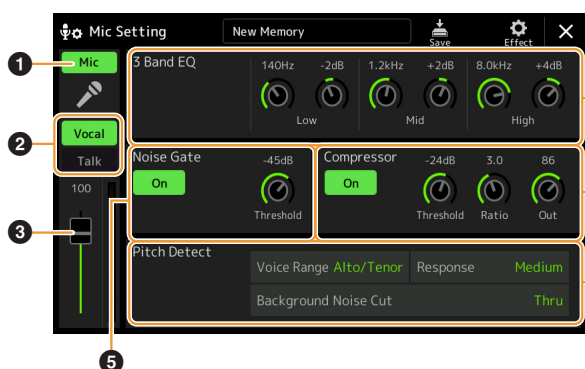 Mic Setting
New Memory
Save
Effect
1
Mic
3 Band EQ
140Hz -2dB 1.2kHz +2dB 8.0kHz +4dB
Low Mid High
2
Vocal
Talk
Noise Gate
On
-45dB
Threshold
Compressor
On
-24dB 3.0 86
Threshold Ratio Out
100
3
Pitch Detect
Voice Range Alto/Tenor
Response Medium
Background Noise Cut Thru
5